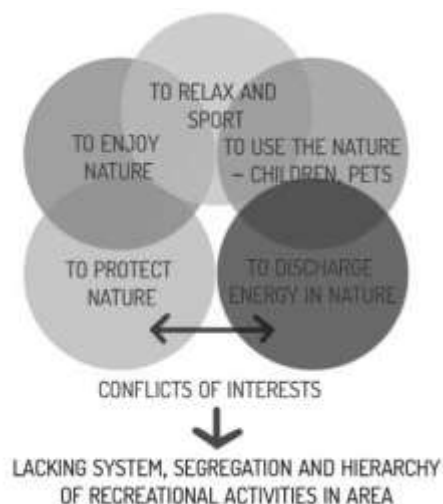 TO RELAX AND
SPORT
TO ENJOY
NATURE
TO USE THE NATURE
– CHILDREN, PETS
TO PROTECT
NATURE
TO DISCHARGE
ENERGY IN NATURE
CONFLICTS OF INTERESTS
LACKING SYSTEM, SEGREGATION AND HIERARCHY
OF RECREATIONAL ACTIVITIES IN AREA